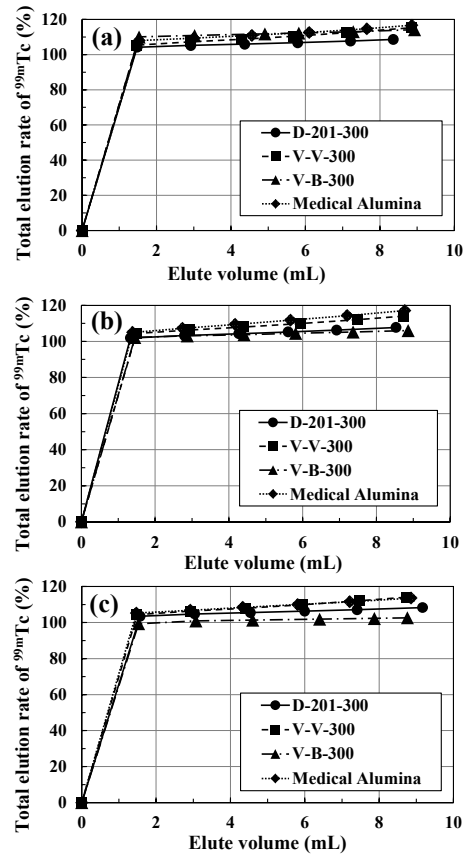 Total elution rate of ⁹⁹ᵐTc (%)
120
100
80
60
40
20
0
(a)
D-201-300
V-V-300
V-B-300
Medical Alumina
0 2 4 6 8 10
Elute volume (mL)
Total elution rate of ⁹⁹ᵐTc (%)
120
100
80
60
40
20
0
(b)
D-201-300
V-V-300
V-B-300
Medical Alumina
0 2 4 6 8 10
Elute volume (mL)
Total elution rate of ⁹⁹ᵐTc (%)
120
100
80
60
40
20
0
(c)
D-201-300
V-V-300
V-B-300
Medical Alumina
0 2 4 6 8 10
Elute volume (mL)